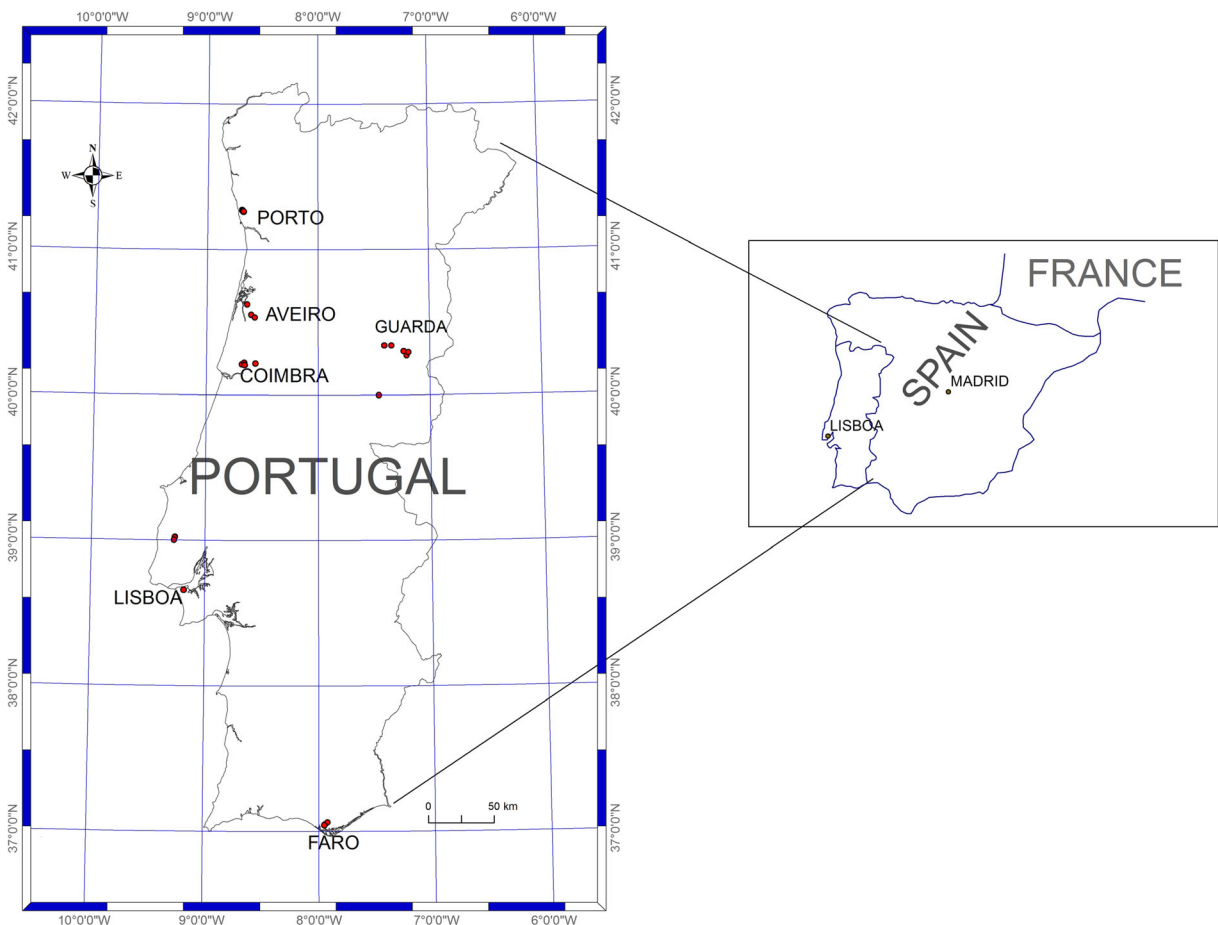 10°0'0"W 9°0'0"W 8°0'0"W 7°0'0"W 6°0'0"W
42°0'0"N
42°0'0"N
N
W E
S
PORTO
41°0'0"N
41°0'0"N
FRANCE
AVEIRO
GUARDA
SPAIN
COIMBRA
MADRID
40°0'0"N
40°0'0"N
LISBOA
PORTUGAL
39°0'0"N
39°0'0"N
LISBOA
38°0'0"N
38°0'0"N
0 50 km
37°0'0"N
37°0'0"N
FARO
10°0'0"W 9°0'0"W 8°0'0"W 7°0'0"W 6°0'0"W